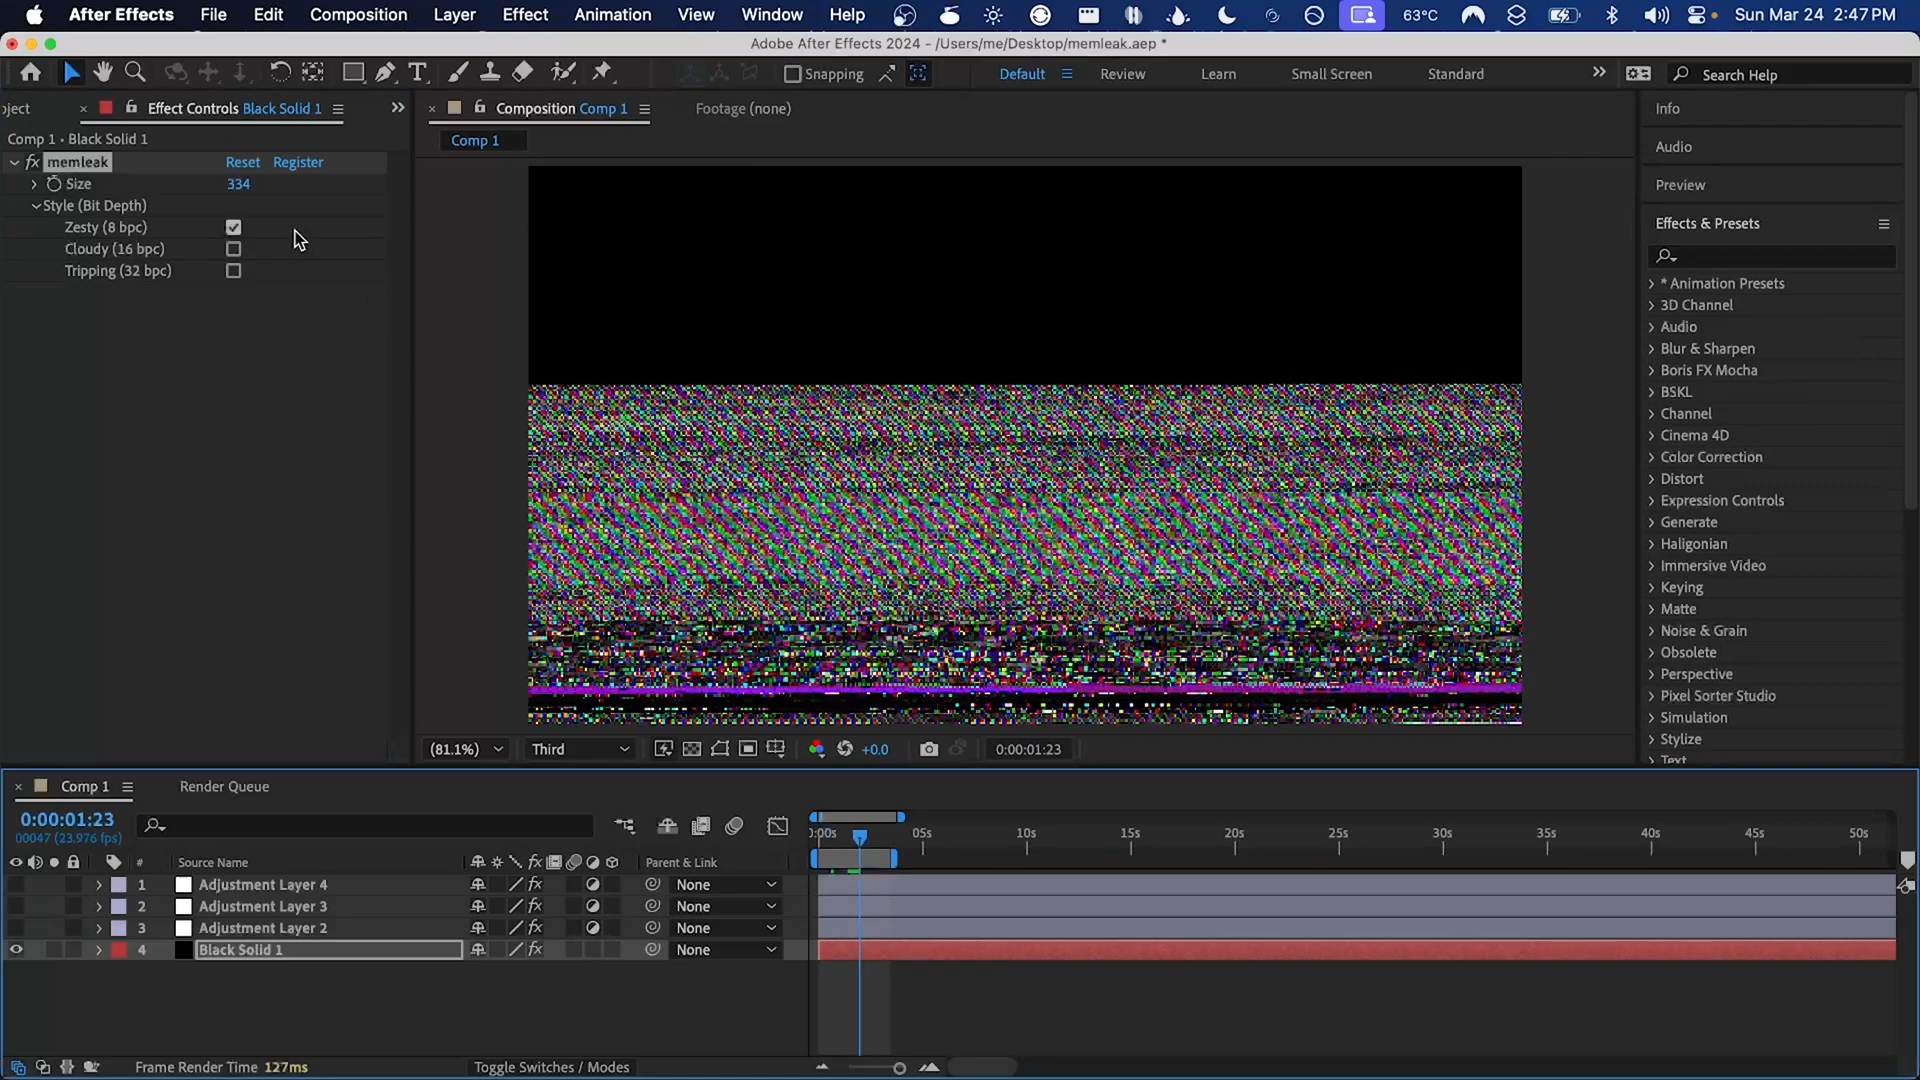 After Effects File Edit Composition Layer Effect Animation View Window Help 63°C Sun Mar 24 2:47 PM
Adobe After Effects 2024 - /Users/me/Desktop/memleak.aep *
Snapping Default Review Learn Small Screen Standard Search Help
oject Effect Controls Black Solid 1 Composition Comp 1 Footage (none)
Comp 1 • Black Solid 1
Comp 1
fx memleak Reset Register
Size 334
Style (Bit Depth)
Zesty (8 bpc)
Cloudy (16 bpc)
Tripping (32 bpc)
Info
Audio
Preview
Effects & Presets
* Animation Presets
3D Channel
Audio
Blur & Sharpen
Boris FX Mocha
BSKL
Channel
Cinema 4D
Color Correction
Distort
Expression Controls
Generate
Haligonian
Immersive Video
Keying
Matte
Noise & Grain
Obsolete
Perspective
Pixel Sorter Studio
Simulation
Stylize
Text
(81.1%) Third +0.0 0:00:01:23
Comp 1 Render Queue
0:00:01:23
00047 (23.976 fps)
:00s 05s 10s 15s 20s 25s 30s 35s 40s 45s 50s
# Source Name fx Parent & Link
1 Adjustment Layer 4 fx None
2 Adjustment Layer 3 fx None
3 Adjustment Layer 2 fx None
4 Black Solid 1 fx None
Frame Render Time 127ms Toggle Switches / Modes